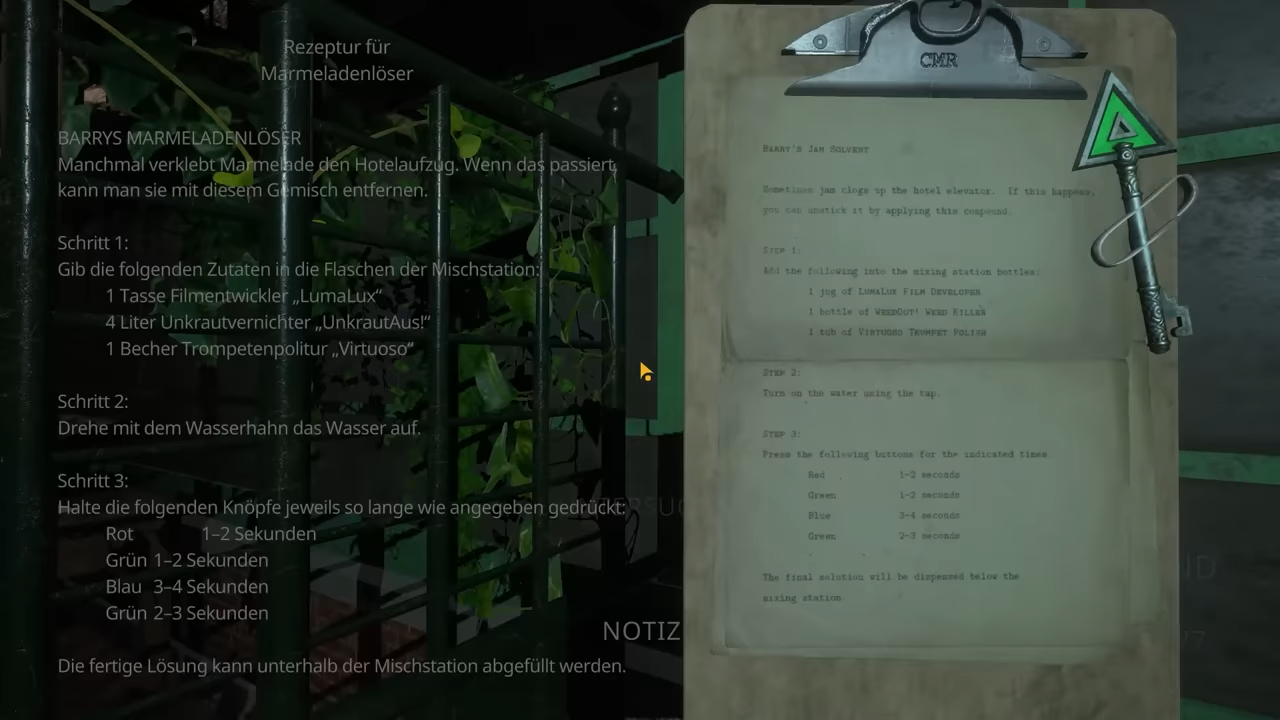 Rezeptur für
Marmeladenlöser
BARRYS MARMELADENLÖSER
Manchmal verklebt Marmelade den Hotelaufzug. Wenn das passiert,
kann man sie mit diesem Gemisch entfernen.
Schritt 1:
Gib die folgenden Zutaten in die Flaschen der Mischstation:
1 Tasse Filmentwickler „LumaLux“
4 Liter Unkrautvernichter „UnkrautAus!“
1 Becher Trompetenpolitur „Virtuoso“
Schritt 2:
Drehe mit dem Wasserhahn das Wasser auf.
Schritt 3:
Halte die folgenden Knöpfe jeweils so lange wie angegeben gedrückt:
Rot 1–2 Sekunden
Grün 1–2 Sekunden
Blau 3–4 Sekunden
Grün 2–3 Sekunden
Die fertige Lösung kann unterhalb der Mischstation abgefüllt werden.
NOTIZ
CMR
BARRY'S JAM SOLVENT
Sometimes jam clogs up the hotel elevator. If this happens,
you can unstick it by applying this compound.
STEP 1:
Add the following into the mixing station bottles:
1 jug of LUMALUX FILM DEVELOPER
1 bottle of WEEDOUT! WEED KILLER
1 tub of VIRTUOSO TRUMPET POLISH
STEP 2:
Turn on the water using the tap.
STEP 3:
Press the following buttons for the indicated times.
Red 1-2 seconds
Green 1-2 seconds
Blue 3-4 seconds
Green 2-3 seconds
The final solution will be dispensed below the
mixing station.